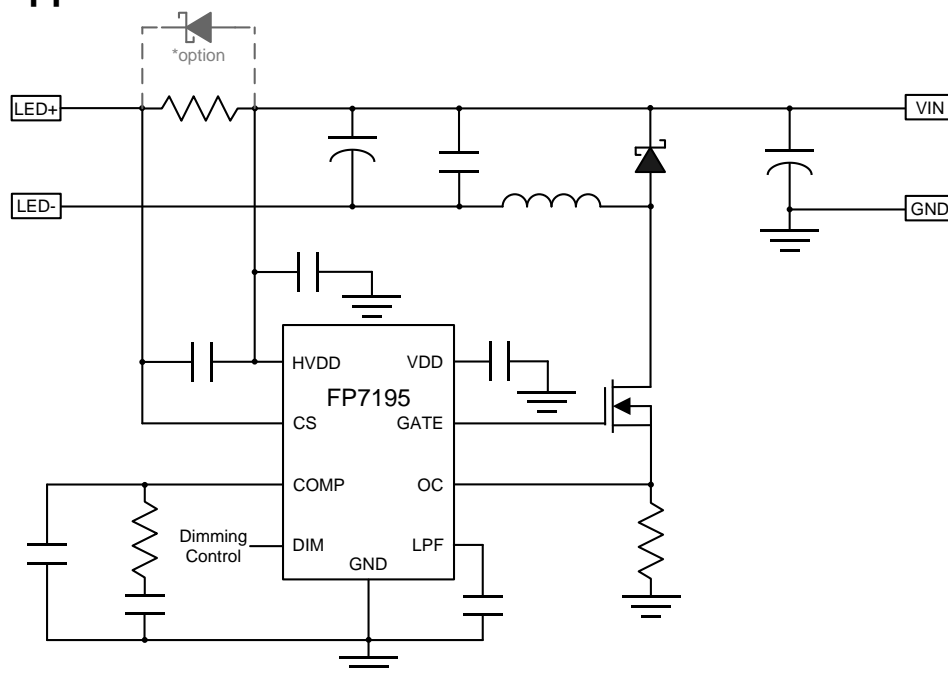 *option
LED+
VIN
LED-
GND
HVDD
VDD
FP7195
CS
GATE
COMP
OC
Dimming
Control
DIM
LPF
GND